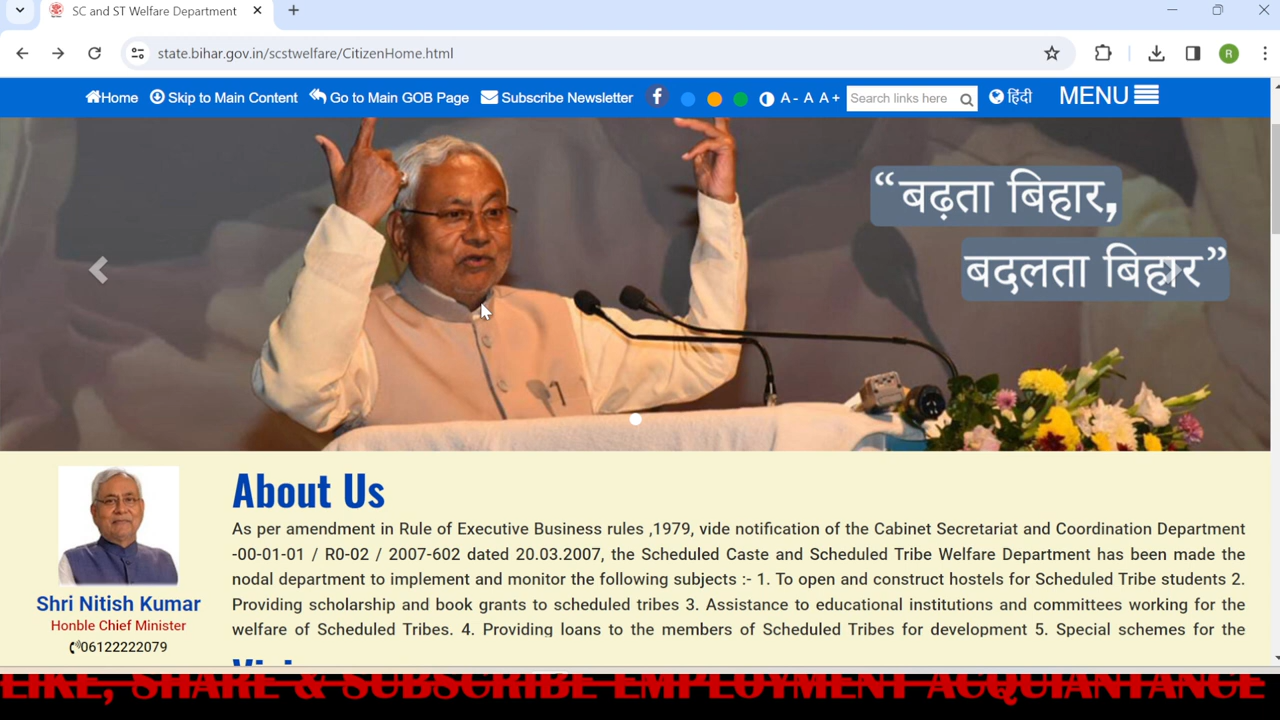 SC and ST Welfare Department
state.bihar.gov.in/scstwelfare/CitizenHome.html
R
Home Skip to Main Content Go to Main GOB Page Subscribe Newsletter f A- A A+ Search links here हिंदी MENU
“बढ़ता बिहार,
बदलता बिहार”
About Us
As per amendment in Rule of Executive Business rules ,1979, vide notification of the Cabinet Secretariat and Coordination Department
-00-01-01 / R0-02 / 2007-602 dated 20.03.2007, the Scheduled Caste and Scheduled Tribe Welfare Department has been made the
nodal department to implement and monitor the following subjects :- 1. To open and construct hostels for Scheduled Tribe students 2.
Providing scholarship and book grants to scheduled tribes 3. Assistance to educational institutions and committees working for the
welfare of Scheduled Tribes. 4. Providing loans to the members of Scheduled Tribes for development 5. Special schemes for the
Shri Nitish Kumar
Honble Chief Minister
06122222079
LIKE, SHARE & SUBSCRIBE EMPLOYMENT ACQUIANTANCE